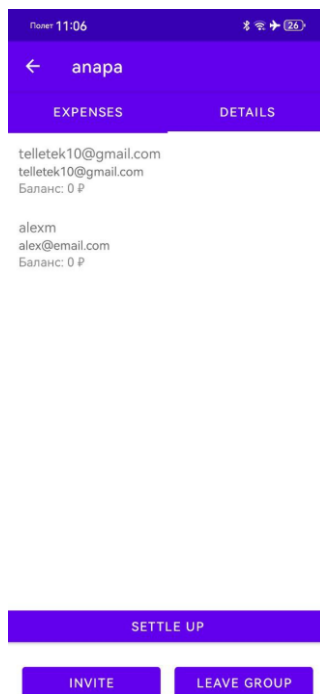 Полет 11:06 26
anapa
EXPENSES DETAILS
telletek10@gmail.com
telletek10@gmail.com
Баланс: 0 ₽
alexm
alex@email.com
Баланс: 0 ₽
SETTLE UP
INVITE LEAVE GROUP